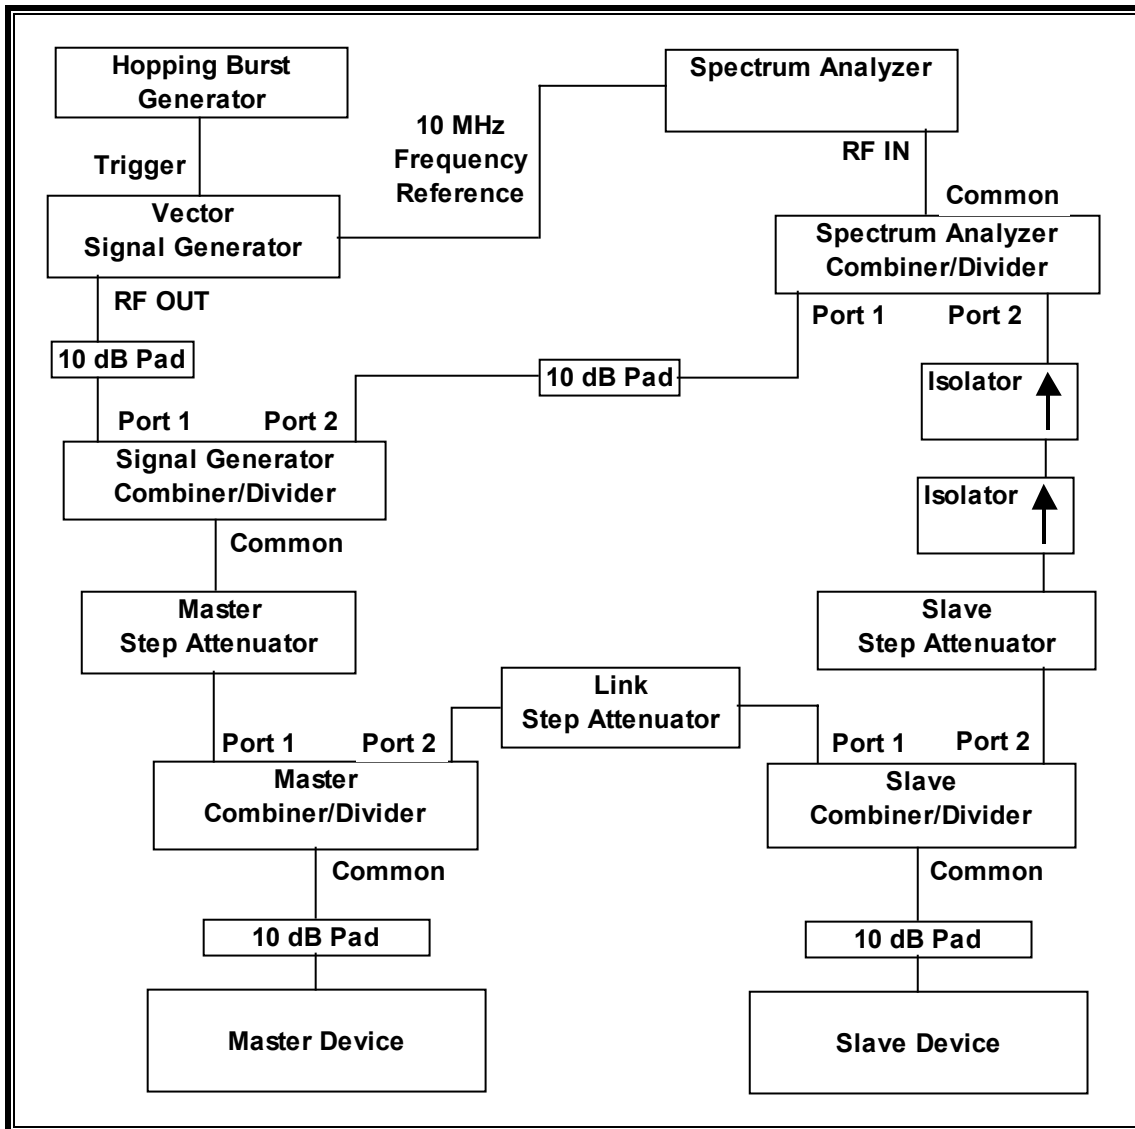 Hopping Burst
Generator
Spectrum Analyzer
10 MHz
Frequency
Reference
RF IN
Trigger
Common
Vector
Signal Generator
Spectrum Analyzer
Combiner/Divider
RF OUT
Port 1
Port 2
10 dB Pad
10 dB Pad
Isolator
Port 1
Port 2
Signal Generator
Combiner/Divider
Isolator
Common
Master
Step Attenuator
Slave
Step Attenuator
Link
Step Attenuator
Port 1
Port 2
Port 1
Port 2
Master
Combiner/Divider
Slave
Combiner/Divider
Common
Common
10 dB Pad
10 dB Pad
Master Device
Slave Device